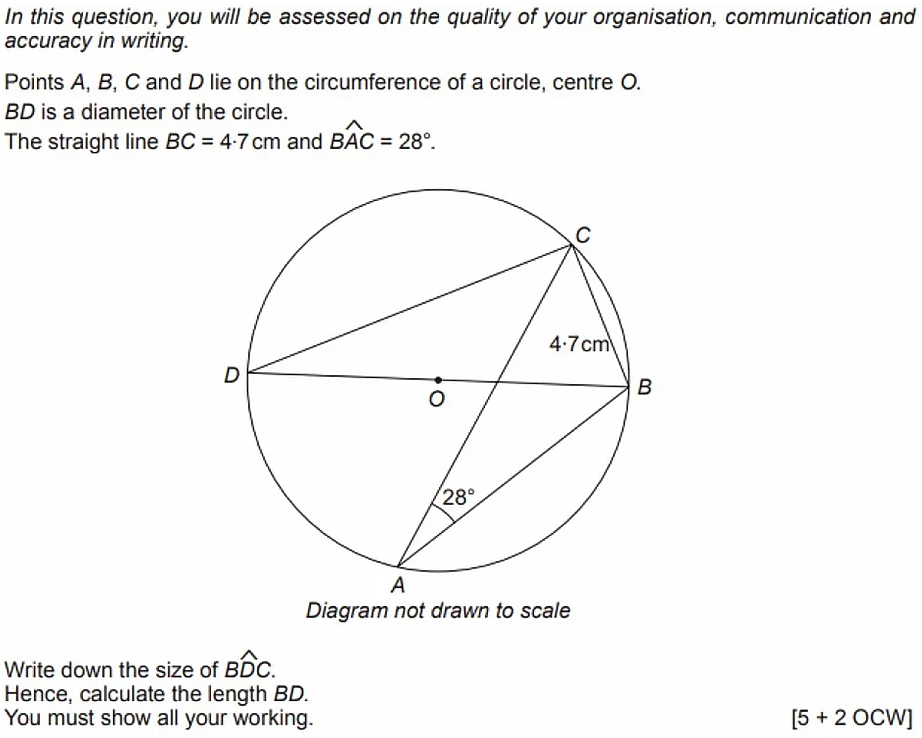 In this question, you will be assessed on the quality of your organisation, communication and
accuracy in writing.
Points A, B, C and D lie on the circumference of a circle, centre O.
BD is a diameter of the circle.
The straight line BC = 4·7 cm and BÂC = 28°.
C
4·7 cm
D
O
B
28°
A
Diagram not drawn to scale
Write down the size of BD̂C.
Hence, calculate the length BD.
You must show all your working.
[5 + 2 OCW]